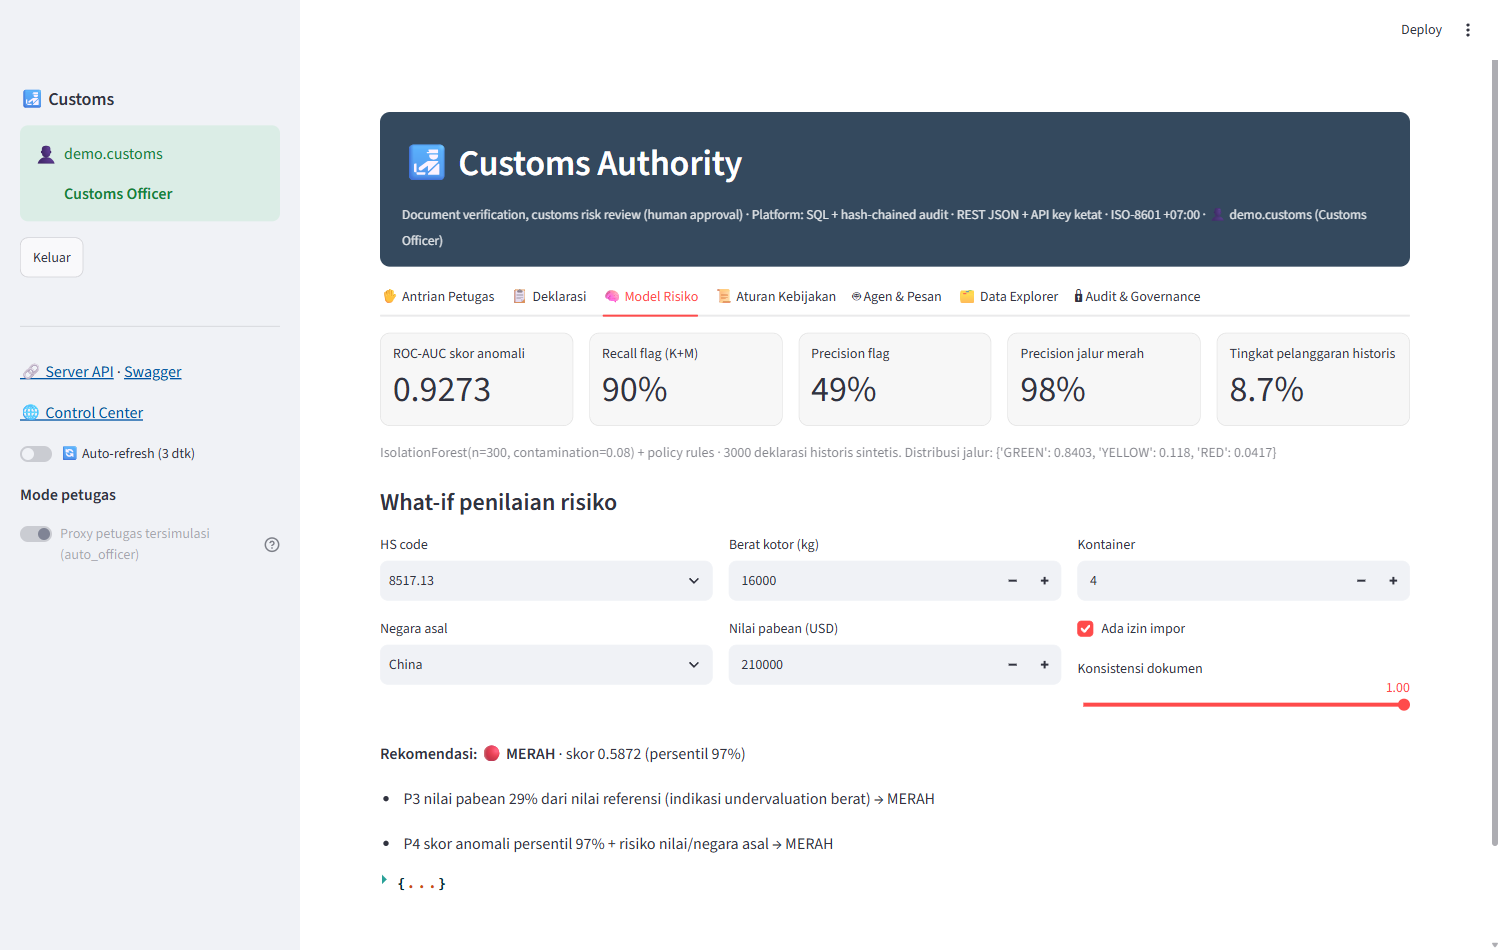 Deploy
Customs
demo.customs
Customs Officer
Keluar
Server API · Swagger
Control Center
Auto-refresh (3 dtk)
Mode petugas
Proxy petugas tersimulasi
(auto_officer)
Customs Authority
Document verification, customs risk review (human approval) · Platform: SQL + hash-chained audit · REST JSON + API key ketat · ISO-8601 +07:00 · demo.customs (Customs
Officer)
Antrian Petugas Deklarasi Model Risiko Aturan Kebijakan Agen & Pesan Data Explorer Audit & Governance
ROC-AUC skor anomali
0.9273
Recall flag (K+M)
90%
Precision flag
49%
Precision jalur merah
98%
Tingkat pelanggaran historis
8.7%
IsolationForest(n=300, contamination=0.08) + policy rules · 3000 deklarasi historis sintetis. Distribusi jalur: {'GREEN': 0.8403, 'YELLOW': 0.118, 'RED': 0.0417}
What-if penilaian risiko
HS code
8517.13
Berat kotor (kg)
16000
Kontainer
4
Negara asal
China
Nilai pabean (USD)
210000
Ada izin impor
Konsistensi dokumen
1.00
Rekomendasi: MERAH · skor 0.5872 (persentil 97%)
• P3 nilai pabean 29% dari nilai referensi (indikasi undervaluation berat) → MERAH
• P4 skor anomali persentil 97% + risiko nilai/negara asal → MERAH
{...}